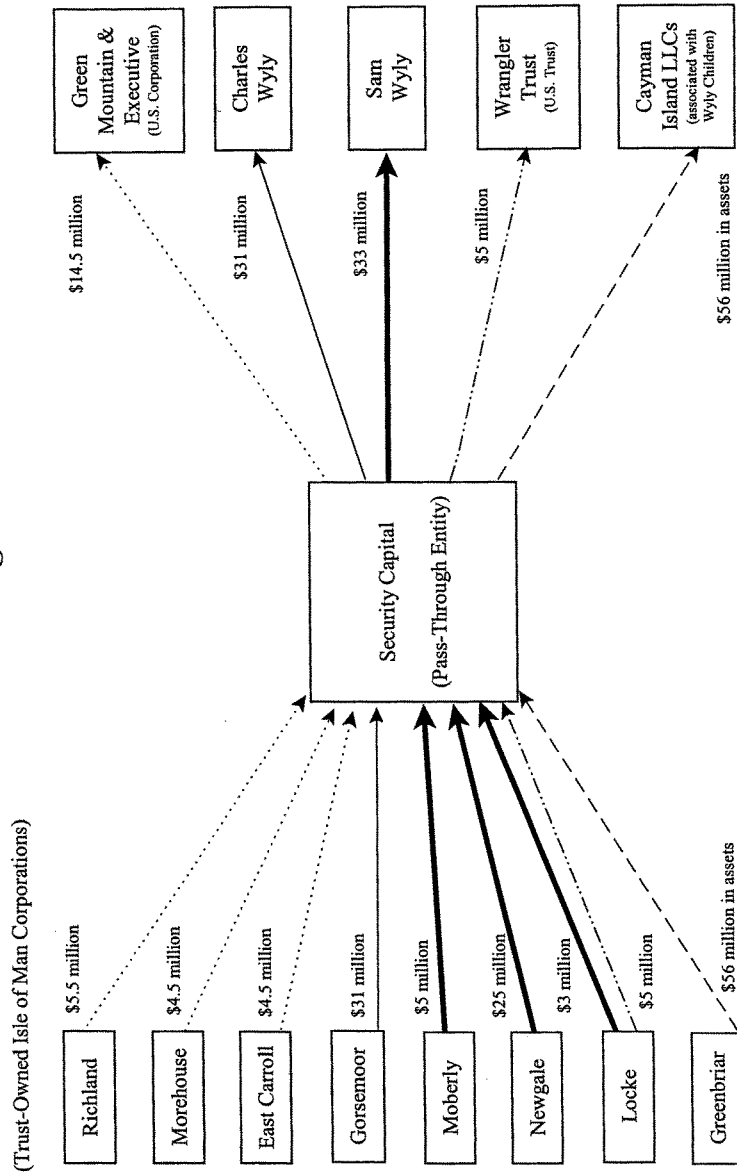 (Trust-Owned Isle of Man Corporations)
Richland
$5.5 million
Morehouse
$4.5 million
East Carroll
$4.5 million
Gorsemoor
$31 million
Moberly
$5 million
Newgale
$25 million
Locke
$3 million
$5 million
Greenbriar
$56 million in assets
Security Capital
(Pass-Through Entity)
$14.5 million
Green
Mountain &
Executive
(U.S. Corporation)
$31 million
Charles
Wyly
$33 million
Sam
Wyly
$5 million
Wrangler
Trust
(U.S. Trust)
$56 million in assets
Cayman
Island LLCs
(associated with
Wyly Children)